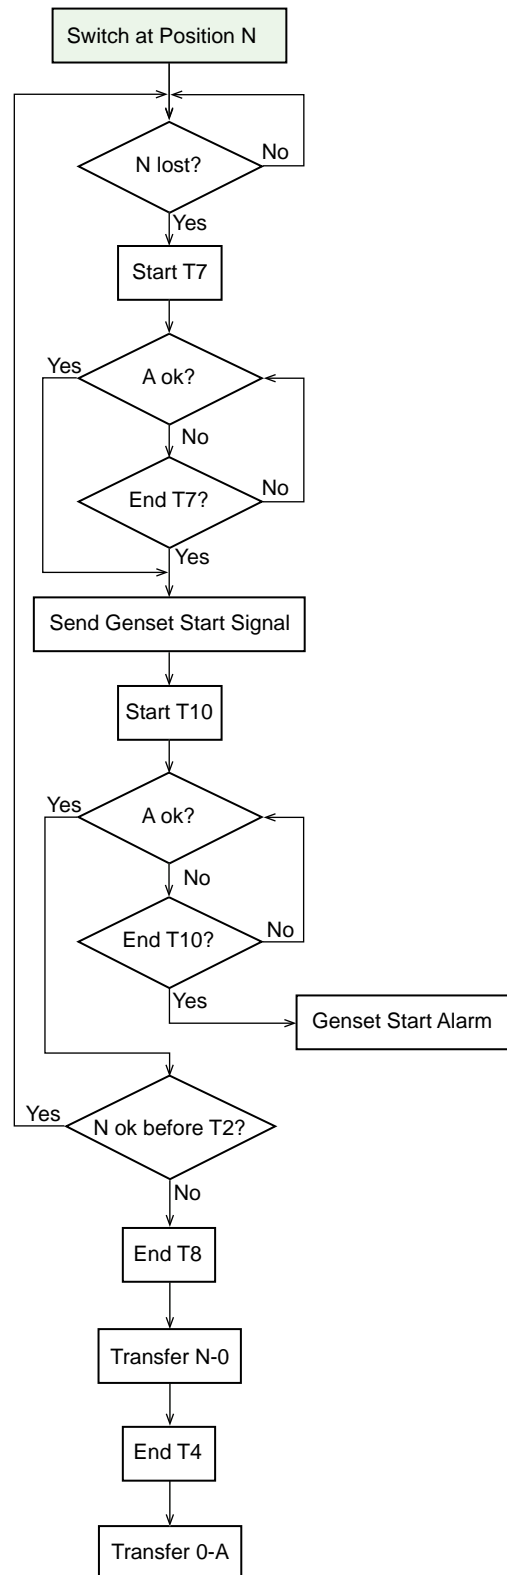 Switch at Position N
N lost?
No
Yes
Start T7
Yes
A ok?
No
End T7?
No
Yes
Send Genset Start Signal
Start T10
Yes
A ok?
No
End T10?
No
Yes
Genset Start Alarm
Yes
N ok before T2?
No
End T8
Transfer N-0
End T4
Transfer 0-A